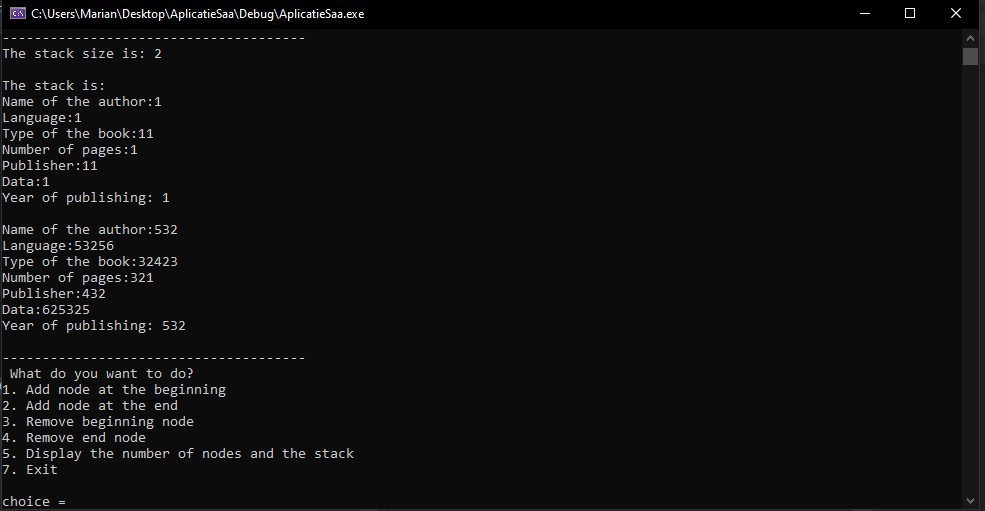 C:\Users\Marian\Desktop\AplicatieSaa\Debug\AplicatieSaa.exe
--------------------------------------
The stack size is: 2
The stack is:
Name of the author:1
Language:1
Type of the book:11
Number of pages:1
Publisher:11
Data:1
Year of publishing: 1
Name of the author:532
Language:53256
Type of the book:32423
Number of pages:321
Publisher:432
Data:625325
Year of publishing: 532
--------------------------------------
What do you want to do?
1. Add node at the beginning
2. Add node at the end
3. Remove beginning node
4. Remove end node
5. Display the number of nodes and the stack
7. Exit
choice =